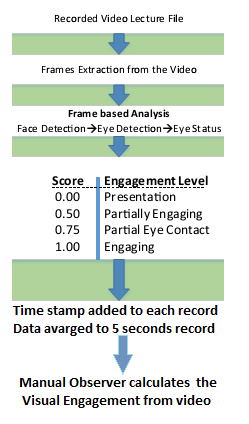 Recorded Video Lecture File
Frames Extraction from the Video
Frame based Analysis
Face Detection→Eye Detection→Eye Status
Score Engagement Level
0.00 Presentation
0.50 Partially Engaging
0.75 Partial Eye Contact
1.00 Engaging
Time stamp added to each record
Data avarged to 5 seconds record
Manual Observer calculates the
Visual Engagement from video